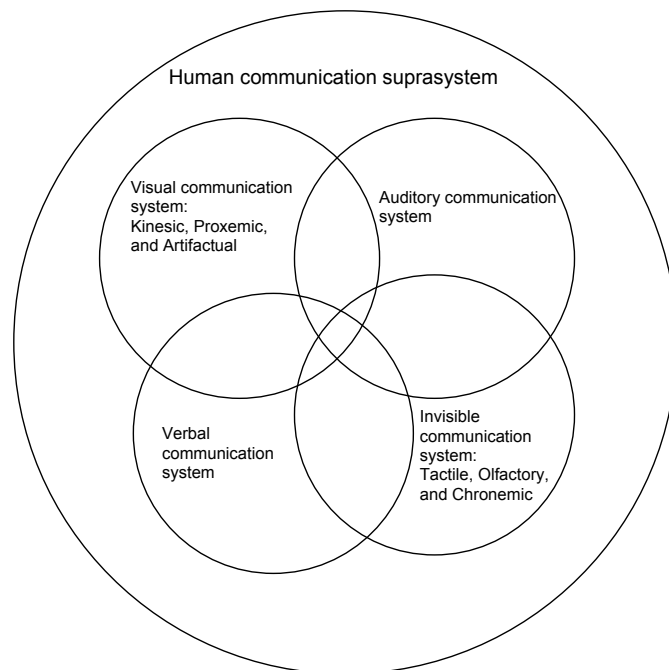 Human communication suprasystem
Visual communication
system:
Kinesic, Proxemic,
and Artifactual
Auditory communication
system
Verbal
communication
system
Invisible
communication
system:
Tactile, Olfactory,
and Chronemic